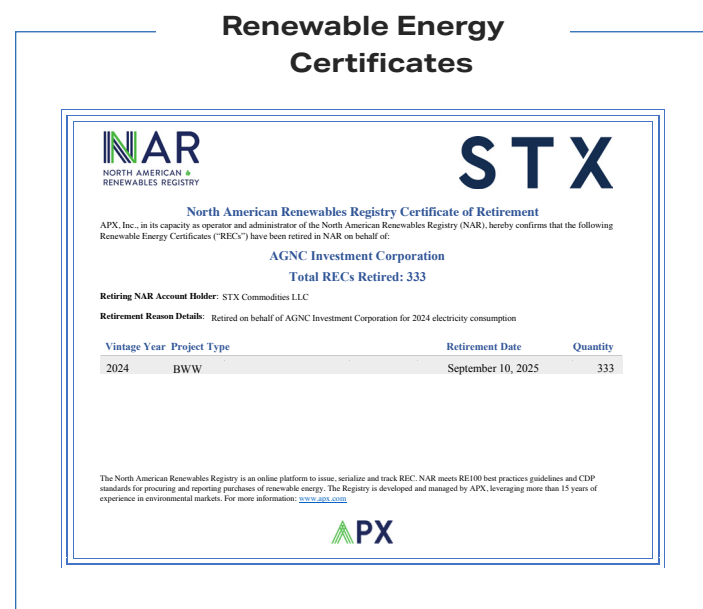 Renewable Energy
Certificates
NAR
NORTH AMERICAN
RENEWABLES REGISTRY
STX
North American Renewables Registry Certificate of Retirement
APX, Inc., in its capacity as operator and administrator of the North American Renewables Registry (NAR), hereby confirms that the following
Renewable Energy Certificates (“RECs”) have been retired in NAR on behalf of:
AGNC Investment Corporation
Total RECs Retired: 333
Retiring NAR Account Holder: STX Commodities LLC
Retirement Reason Details: Retired on behalf of AGNC Investment Corporation for 2024 electricity consumption
Vintage Year Project Type Retirement Date Quantity
2024 BWW September 10, 2025 333
The North American Renewables Registry is an online platform to issue, serialize and track REC. NAR meets RE100 best practices guidelines and CDP
standards for procuring and reporting purchases of renewable energy. The Registry is developed and managed by APX, leveraging more than 15 years of
experience in environmental markets. For more information: www.apx.com
APX